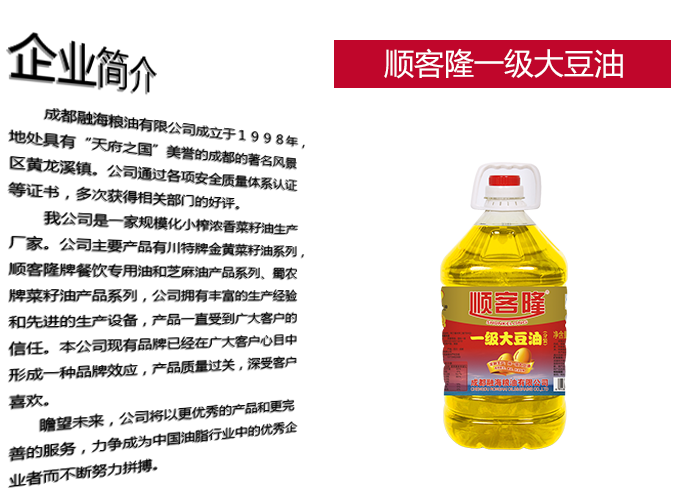 企业简介
成都融海粮油有限公司成立于1998年，
地处具有“天府之国”美誉的成都的著名风景
区黄龙溪镇。公司通过各项安全质量体系认证
等证书，多次获得相关部门的好评。
我公司是一家规模化小榨浓香菜籽油生产
厂家。公司主要产品有川特牌金黄菜籽油系列，
顺客隆牌餐饮专用油和芝麻油产品系列、蜀农
牌菜籽油产品系列，公司拥有丰富的生产经验
和先进的生产设备，产品一直受到广大客户的
信任。本公司现有品牌已经在广大客户心目中
形成一种品牌效应，产品质量过关，深受客户
喜欢。
瞻望未来，公司将以更优秀的产品和更完
善的服务，力争成为中国油脂行业中的优秀企
业者而不断努力拼搏。
顺客隆一级大豆油
顺客隆
SHUNKELONG
一级大豆油
净含量
成都融海粮油有限公司